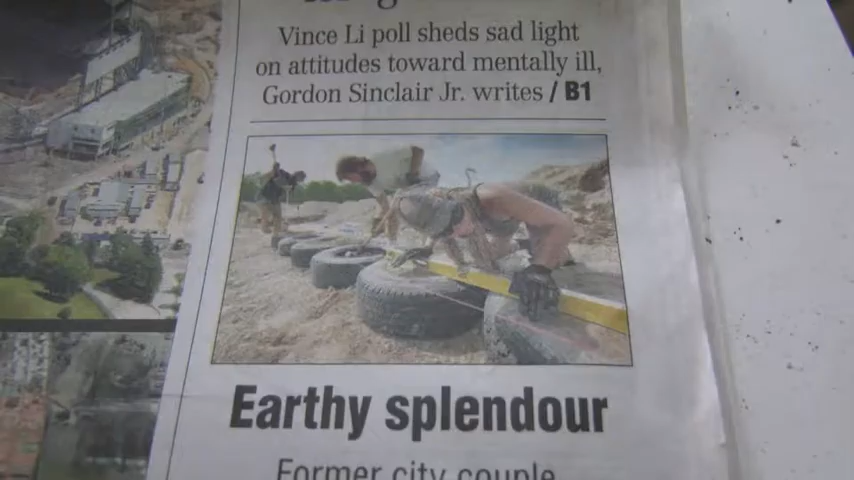 Vince Li poll sheds sad light
on attitudes toward mentally ill,
Gordon Sinclair Jr. writes / B1
Earthy splendour
Former city couple